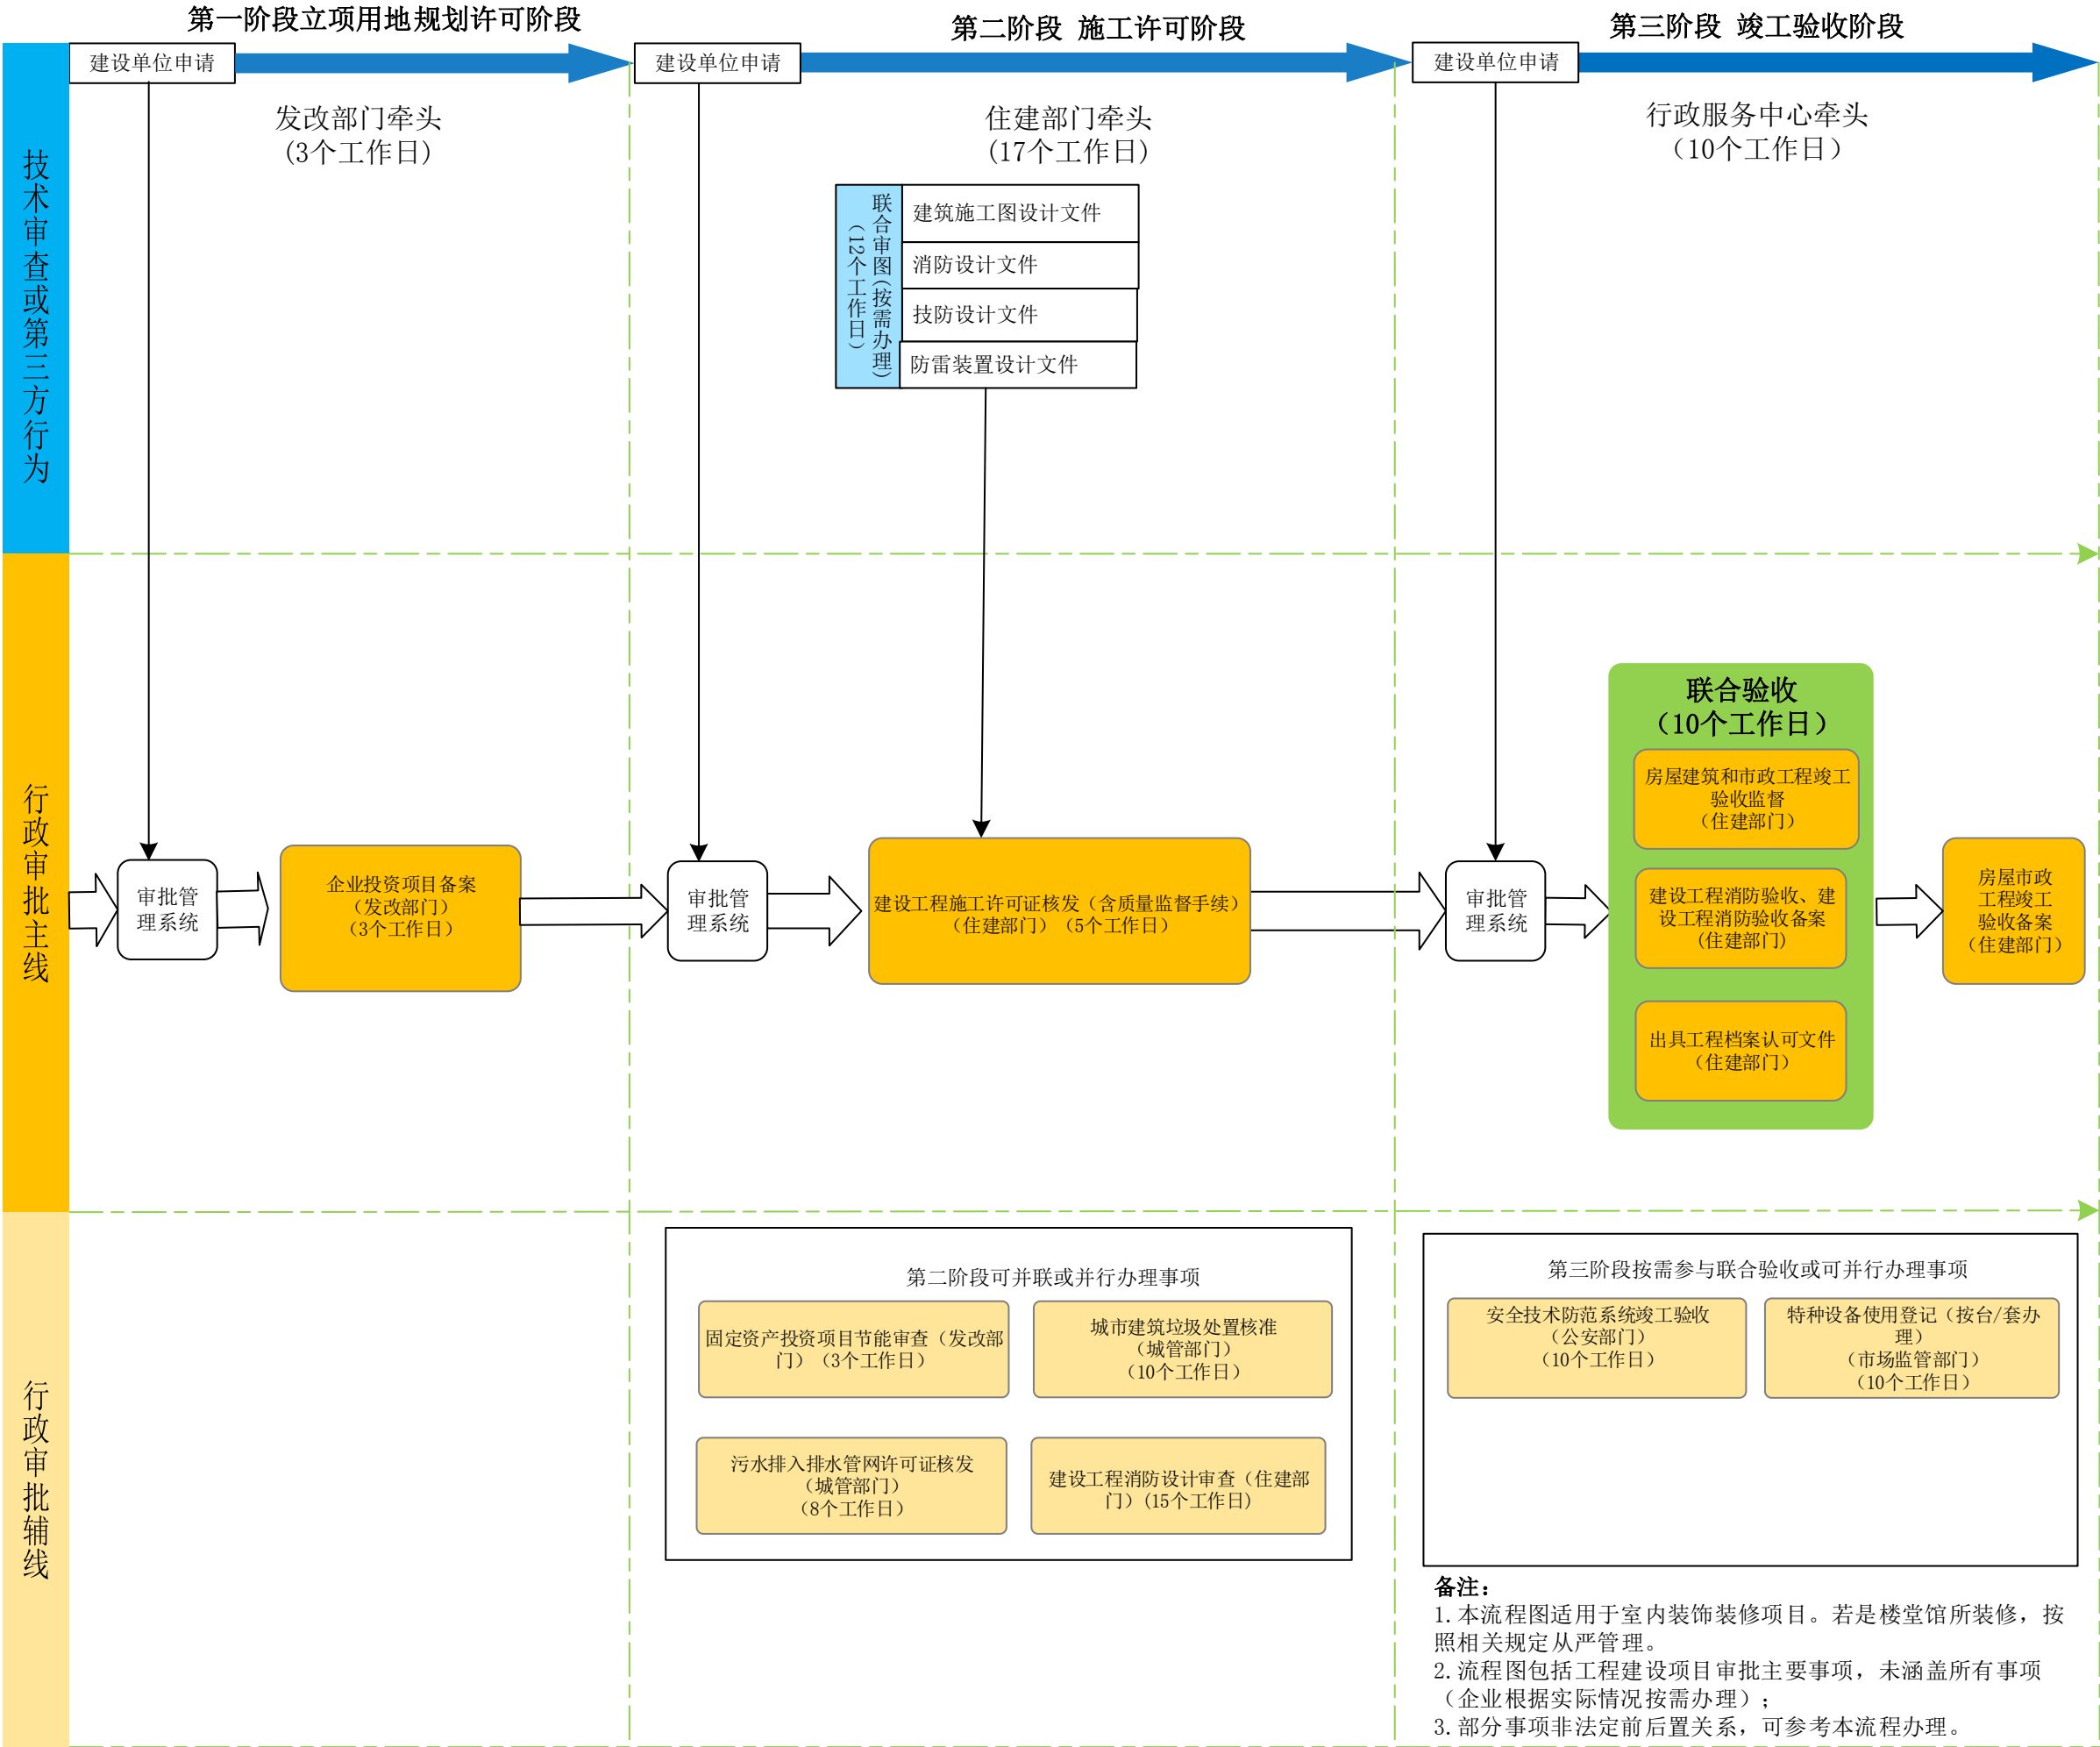 第一阶段立项用地规划许可阶段
第二阶段 施工许可阶段
第三阶段 竣工验收阶段
建设单位申请
建设单位申请
建设单位申请
发改部门牵头
(3个工作日)
住建部门牵头
(17个工作日)
行政服务中心牵头
（10个工作日）
技术审查或第三方行为
联合审图(按需办理)
(12个工作日)
建筑施工图设计文件
消防设计文件
技防设计文件
防雷装置设计文件
行政审批主线
审批管
理系统
企业投资项目备案
（发改部门）
（3个工作日）
审批管
理系统
建设工程施工许可证核发（含质量监督手续）
（住建部门）（5个工作日）
审批管
理系统
联合验收
（10个工作日）
房屋建筑和市政工程竣工
验收监督
（住建部门）
建设工程消防验收、建
设工程消防验收备案
(住建部门)
出具工程档案认可文件
（住建部门）
房屋市政
工程竣工
验收备案
（住建部门）
行政审批辅线
第二阶段可并联或并行办理事项
固定资产投资项目节能审查（发改部
门）（3个工作日）
城市建筑垃圾处置核准
（城管部门）
（10个工作日）
污水排入排水管网许可证核发
（城管部门）
（8个工作日）
建设工程消防设计审查（住建部
门）(15个工作日)
第三阶段按需参与联合验收或可并行办理事项
安全技术防范系统竣工验收
（公安部门）
（10个工作日）
特种设备使用登记（按台/套办
理）
（市场监管部门）
（10个工作日）
备注：
1.本流程图适用于室内装饰装修项目。若是楼堂馆所装修，按
照相关规定从严管理。
2.流程图包括工程建设项目审批主要事项，未涵盖所有事项
（企业根据实际情况按需办理）；
3.部分事项非法定前后置关系，可参考本流程办理。